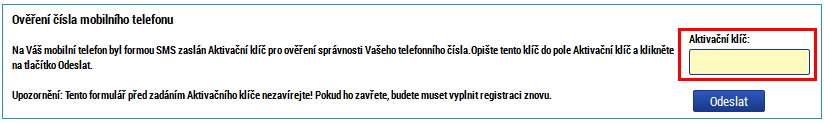 Ověření čísla mobilního telefonu
Aktivační klíč:
Na Váš mobilní telefon byl formou SMS zaslán Aktivační klíč pro ověření správnosti Vašeho telefonního čísla.Opište tento klíč do pole Aktivační klíč a klikněte
na tlačítko Odeslat.
Upozornění: Tento formulář před zadáním Aktivačního klíče nezavírejte! Pokud ho zavřete, budete muset vyplnit registraci znovu.
Odeslat